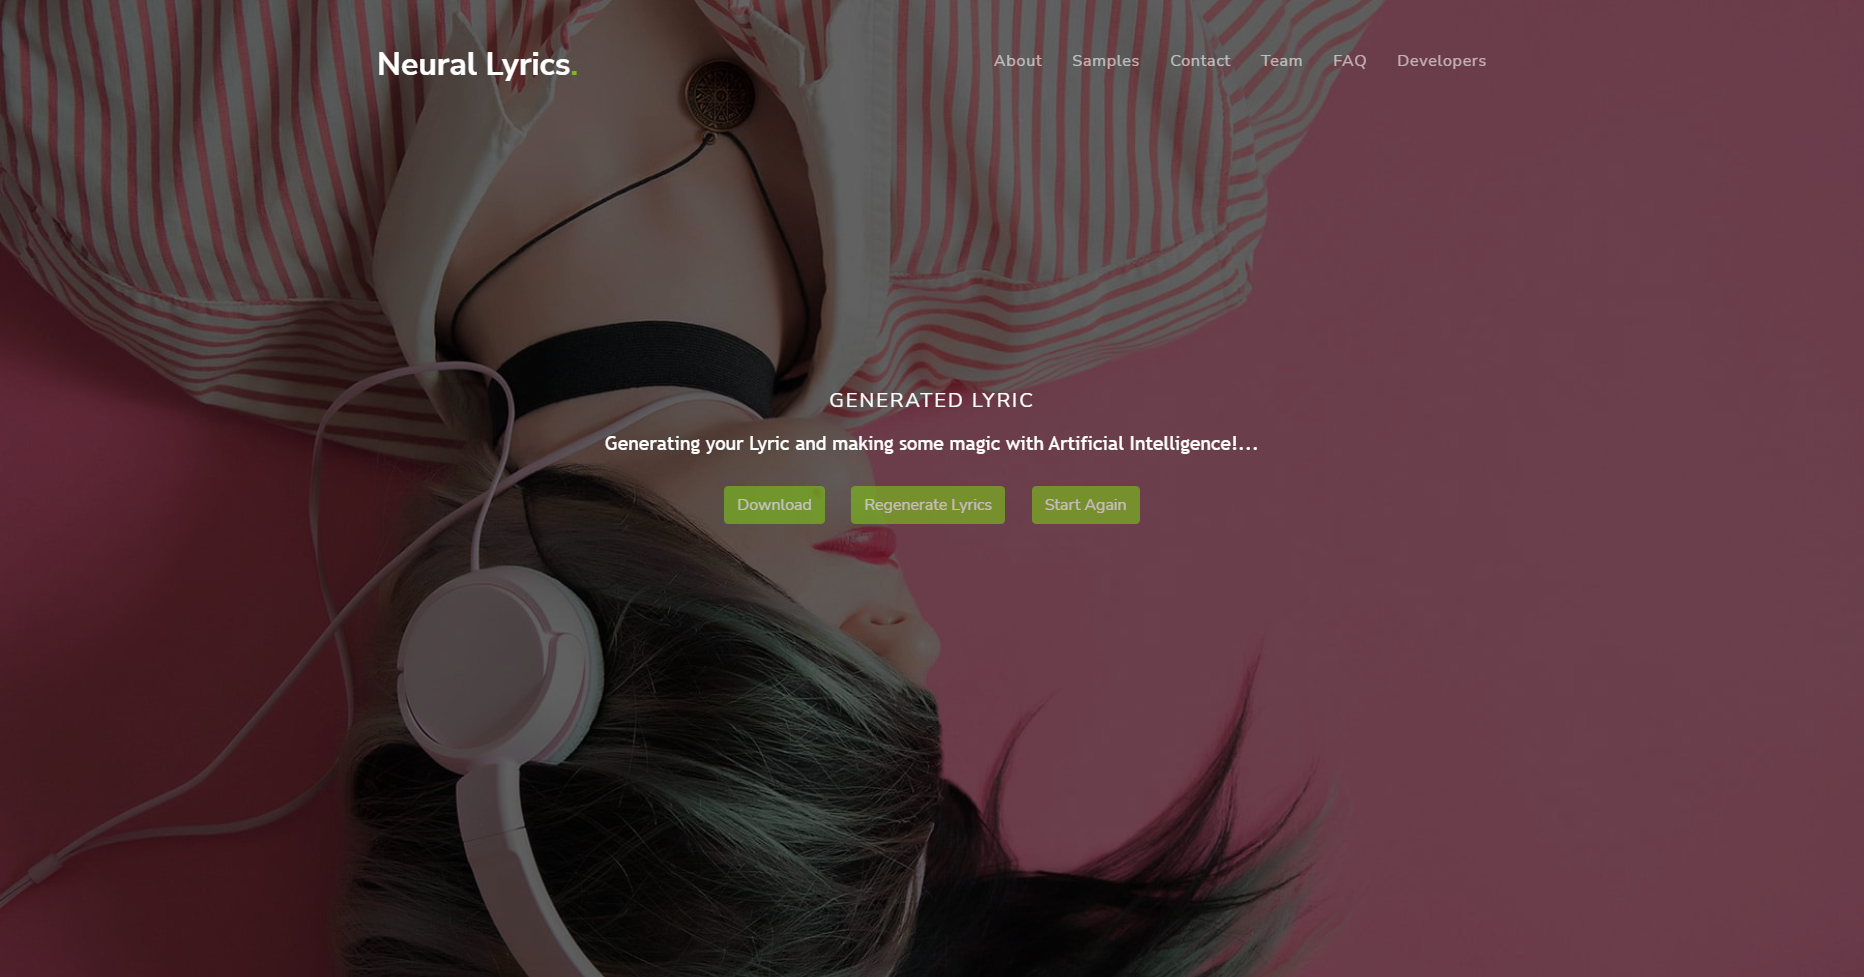 Neural Lyrics.
About Samples Contact Team FAQ Developers
GENERATED LYRIC
Generating your Lyric and making some magic with Artificial Intelligence!...
Download Regenerate Lyrics Start Again